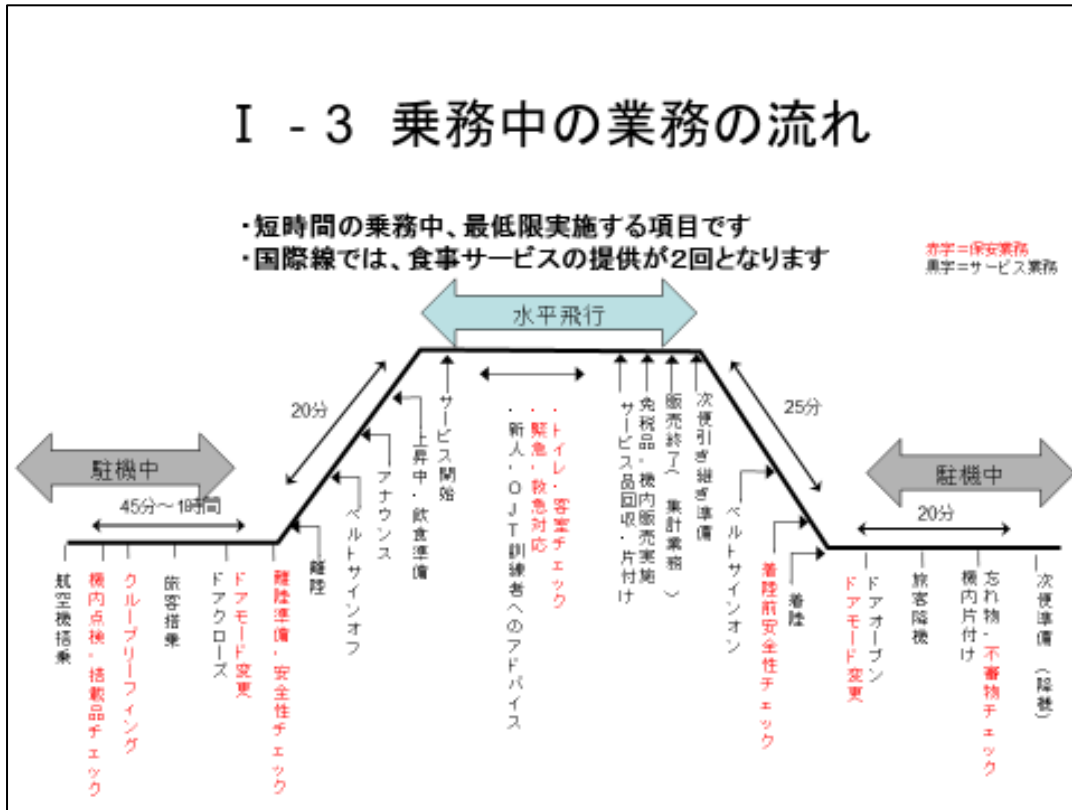 Ⅰ-3 乗務中の業務の流れ
・短時間の乗務中、最低限実施する項目です
・国際線では、食事サービスの提供が2回となります
赤字=保安業務
黒字=サービス業務
水平飛行
20分
25分
駐機中
45分～1時間
駐機中
20分
航空機搭乗
機内点検・搭載品チェック
クルーブリーフィング
旅客搭乗
ドアクローズ
ドアモード変更
離陸準備・安全性チェック
離陸
ベルトサインオフ
アナウンス
上昇中・飲食準備
サービス開始
・新人・OJT訓練者へのアドバイス
・緊急・救急対応
・トイレ・客室チェック
サービス品回収・片付け
免税品・機内販売実施
販売終了(集計業務)
次便引き継ぎ準備
ベルトサインオン
着陸前安全性チェック
着陸
ドアモード変更
ドアオープン
旅客降機
機内片付け
忘れ物・不審物チェック
次便準備(降機)